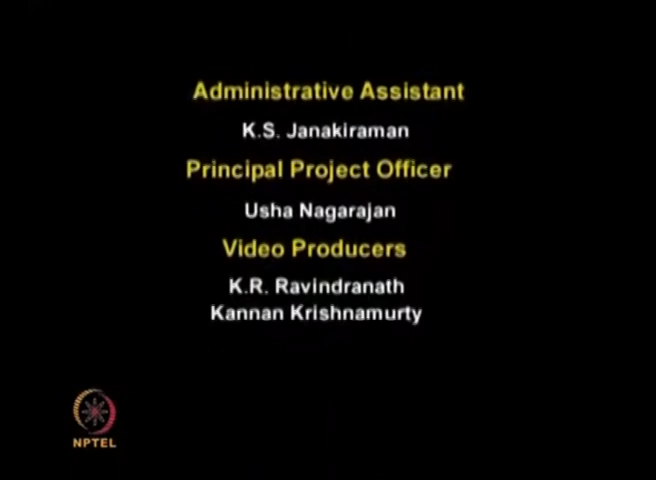 Administrative Assistant
K.S. Janakiraman
Principal Project Officer
Usha Nagarajan
Video Producers
K.R. Ravindranath
Kannan Krishnamurty
NPTEL